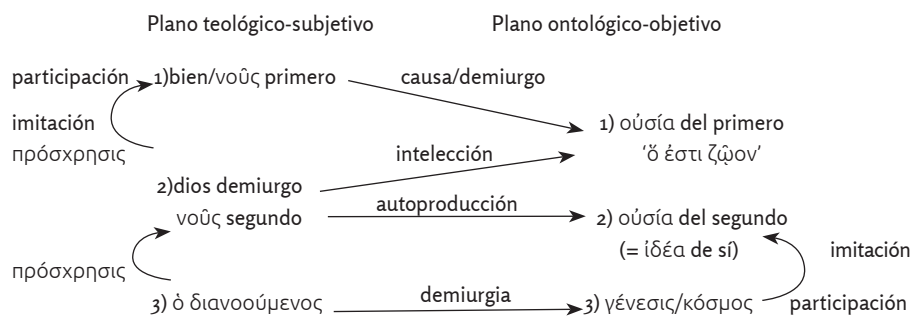 Plano teológico-subjetivo Plano ontológico-objetivo
participación 1)bien/νοῦς primero causa/demiurgo
imitación 1) οὐσία del primero
πρόσχρησις intelección ‘ὅ ἐστι ζῷον’
2)dios demiurgo
νοῦς segundo autoproducción 2) οὐσία del segundo
(= ἰδέα de sí) imitación
πρόσχρησις
3) ὁ διανοούμενος demiurgia 3) γένεσις/κόσμος participación